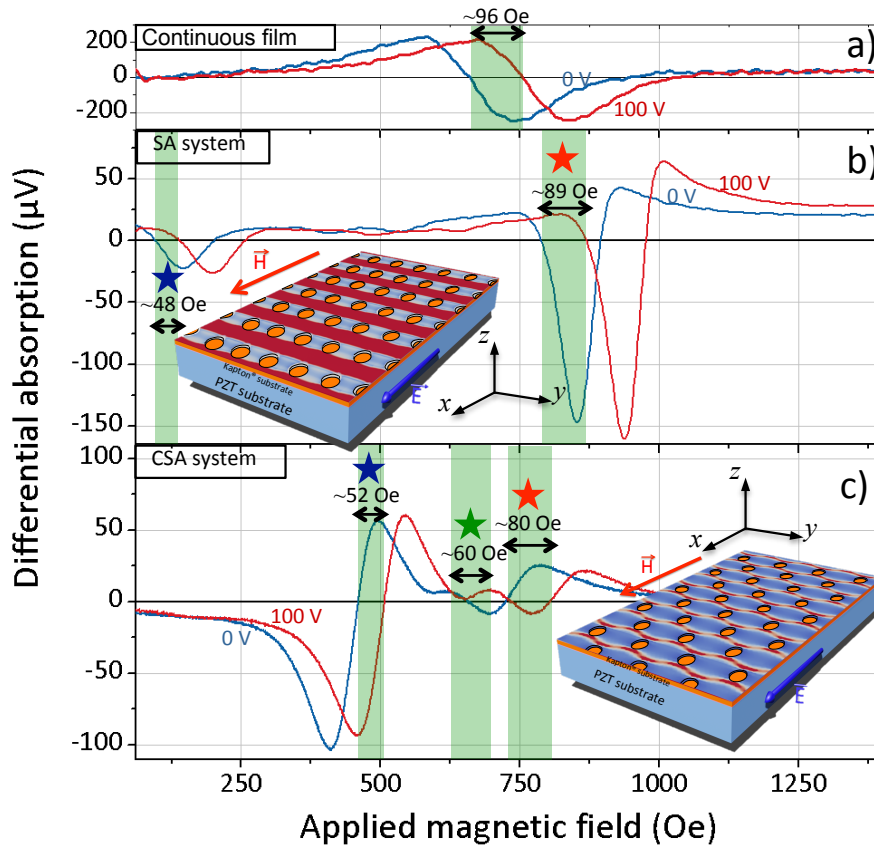 Continuous film
~96 Oe
a)
200
0
-200
0 V
100 V
SA system
b)
50
0
-50
-100
-150
~89 Oe
100 V
0 V
H
~48 Oe
z
x
y
Kapton® substrate
PZT substrate
E
CSA system
c)
100
50
0
-50
-100
~52 Oe
~60 Oe
~80 Oe
z
x
y
H
100 V
0 V
Kapton® substrate
PZT substrate
E
250
500
750
1000
1250
Differential absorption (µV)
Applied magnetic field (Oe)